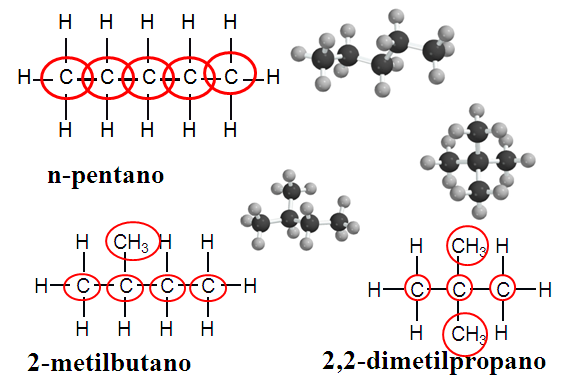 H H H H H
H C C C C C H
H H H H H
n-pentano
H CH3 H H
H C C C C H
H H H H
2-metilbutano
H CH3 H
H C C C H
H CH3 H
2,2-dimetilpropano